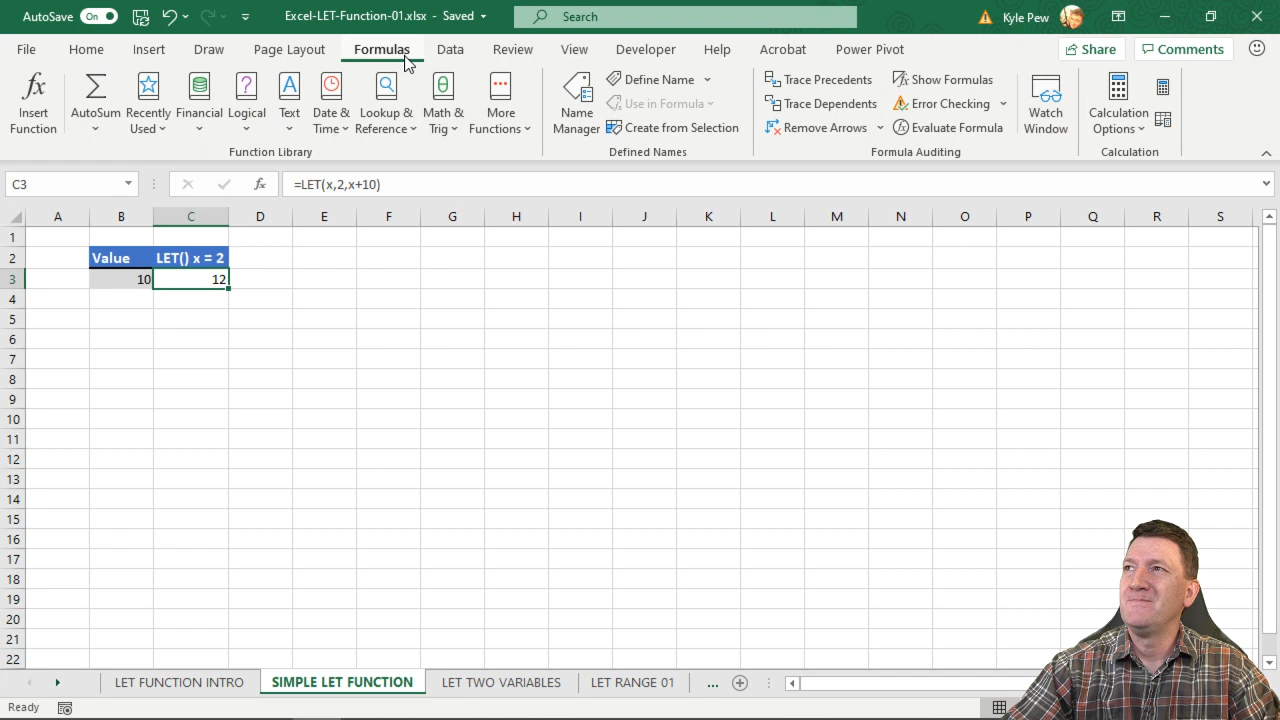 AutoSave On Excel-LET-Function-01.xlsx - Saved Search Kyle Pew
File Home Insert Draw Page Layout Formulas Data Review View Developer Help Acrobat Power Pivot Share Comments
fx Insert Function
Σ AutoSum
Recently Used
Financial
Logical
Text
Date & Time
Lookup & Reference
Math & Trig
More Functions
Function Library
Name Manager
Define Name
Use in Formula
Create from Selection
Defined Names
Trace Precedents
Trace Dependents
Remove Arrows
Show Formulas
Error Checking
Evaluate Formula
Formula Auditing
Watch Window
Calculation Options
Calculation
C3 fx =LET(x,2,x+10)
A B C D E F G H I J K L M N O P Q R S
1
2 Value LET() x = 2
3 10 12
4
5
6
7
8
9
10
11
12
13
14
15
16
17
18
19
20
21
22
LET FUNCTION INTRO SIMPLE LET FUNCTION LET TWO VARIABLES LET RANGE 01 ...
Ready